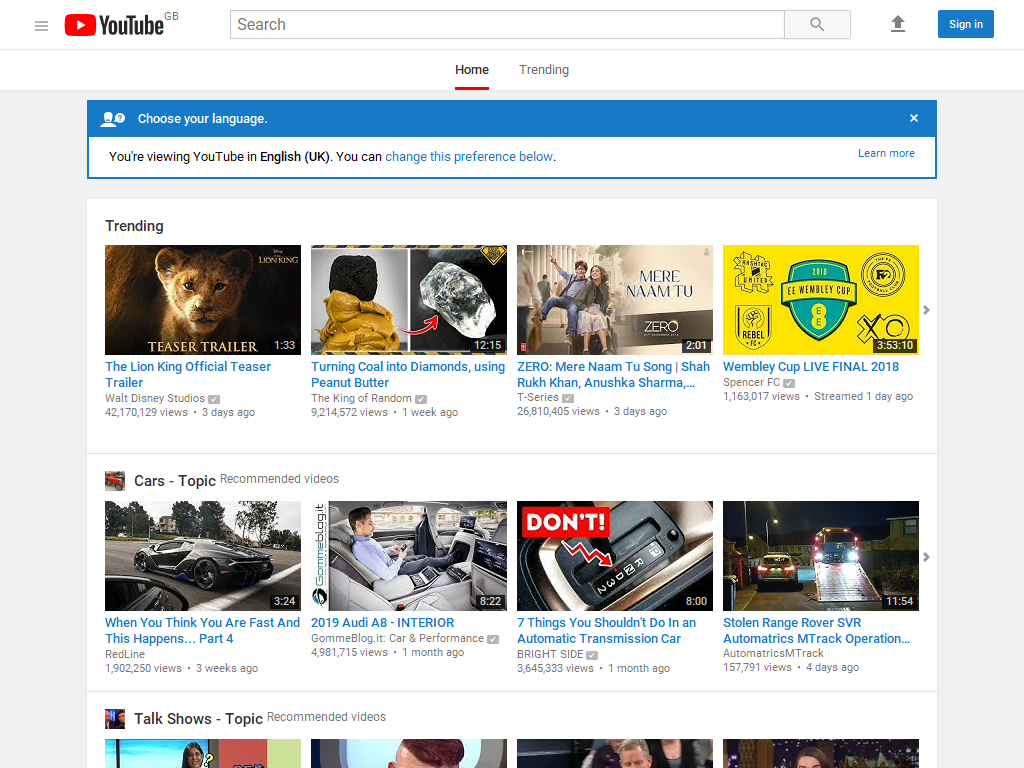 YouTube GB
Search
Sign in
Home
Trending
Choose your language.
×
You're viewing YouTube in English (UK). You can change this preference below.
Learn more
Trending
Disney
THE LION KING
TEASER TRAILER
1:33
12:15
MERE
NAAM TU
ZERO
2:01
HASHTAG
UNITED
2018
EE WEMBLEY CUP
EE
REBEL
FC
XO
3:53:10
The Lion King Official Teaser
Trailer
Walt Disney Studios
42,170,129 views • 3 days ago
Turning Coal into Diamonds, using
Peanut Butter
The King of Random
9,214,572 views • 1 week ago
ZERO: Mere Naam Tu Song | Shah
Rukh Khan, Anushka Sharma,...
T-Series
26,810,405 views • 3 days ago
Wembley Cup LIVE FINAL 2018
Spencer FC
1,163,017 views • Streamed 1 day ago
Cars - Topic Recommended videos
3:24
Gommeblog.it
8:22
DON'T!
R
N
D
3
2
8:00
11:54
When You Think You Are Fast And
This Happens... Part 4
RedLine
1,902,250 views • 3 weeks ago
2019 Audi A8 - INTERIOR
GommeBlog.it: Car & Performance
4,981,715 views • 1 month ago
7 Things You Shouldn't Do In an
Automatic Transmission Car
BRIGHT SIDE
3,645,333 views • 1 month ago
Stolen Range Rover SVR
Automatrics MTrack Operation...
AutomatricsMTrack
157,791 views • 4 days ago
Talk Shows - Topic Recommended videos